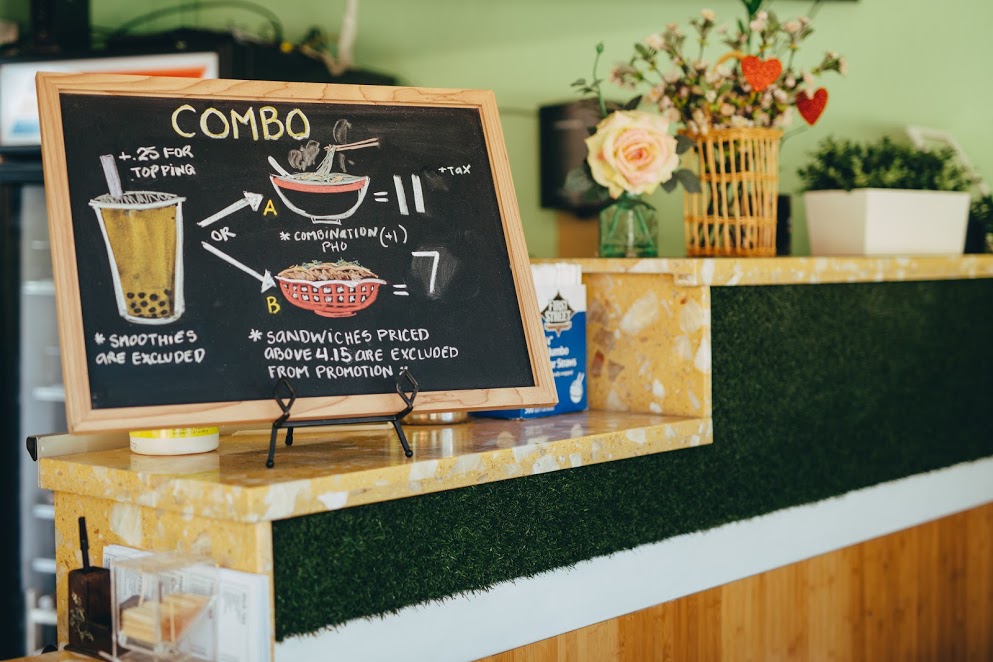 COMBO
+.25 FOR
TOPPING
A
= 11
+TAX
OR
* COMBINATION (+1)
PHO
B
= 7
* SMOOTHIES
ARE EXCLUDED
* SANDWICHES PRICED
ABOVE 4.15 ARE EXCLUDED
FROM PROMOTION *
FIRST
STREET
Straws